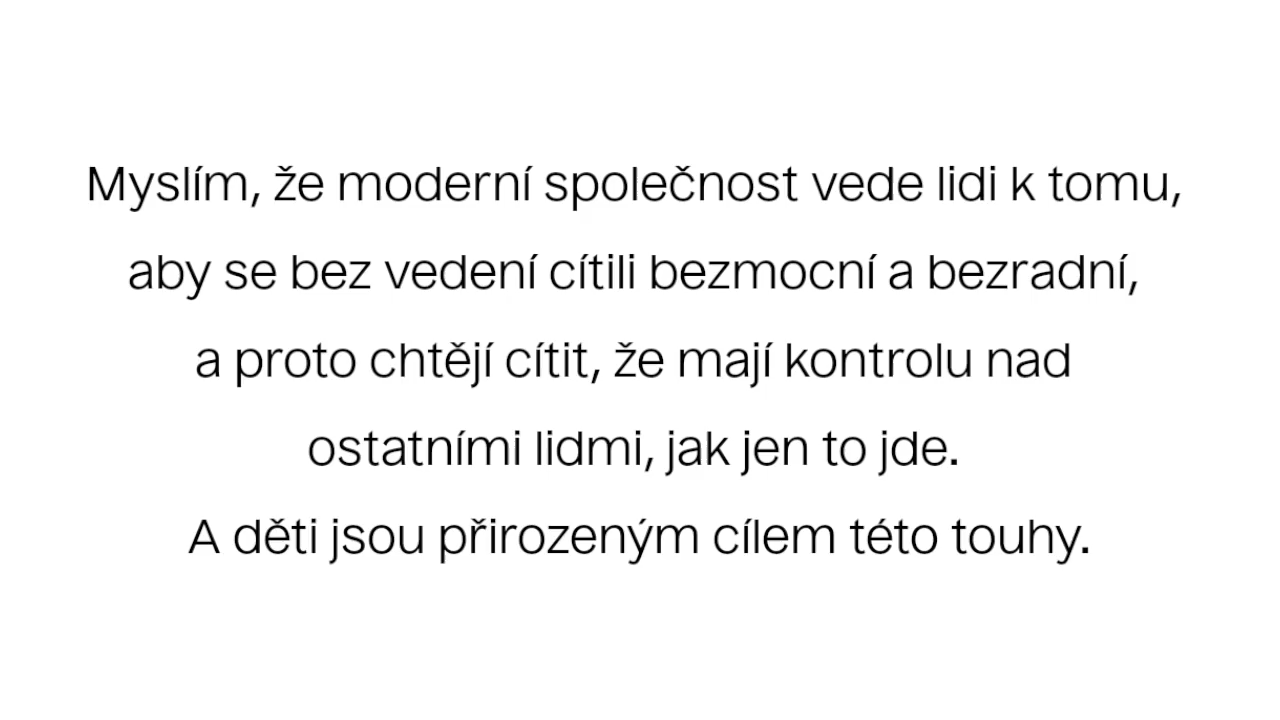 Myslím, že moderní společnost vede lidi k tomu,
aby se bez vedení cítili bezmocní a bezradní,
a proto chtějí cítit, že mají kontrolu nad
ostatními lidmi, jak jen to jde.
A děti jsou přirozeným cílem této touhy.